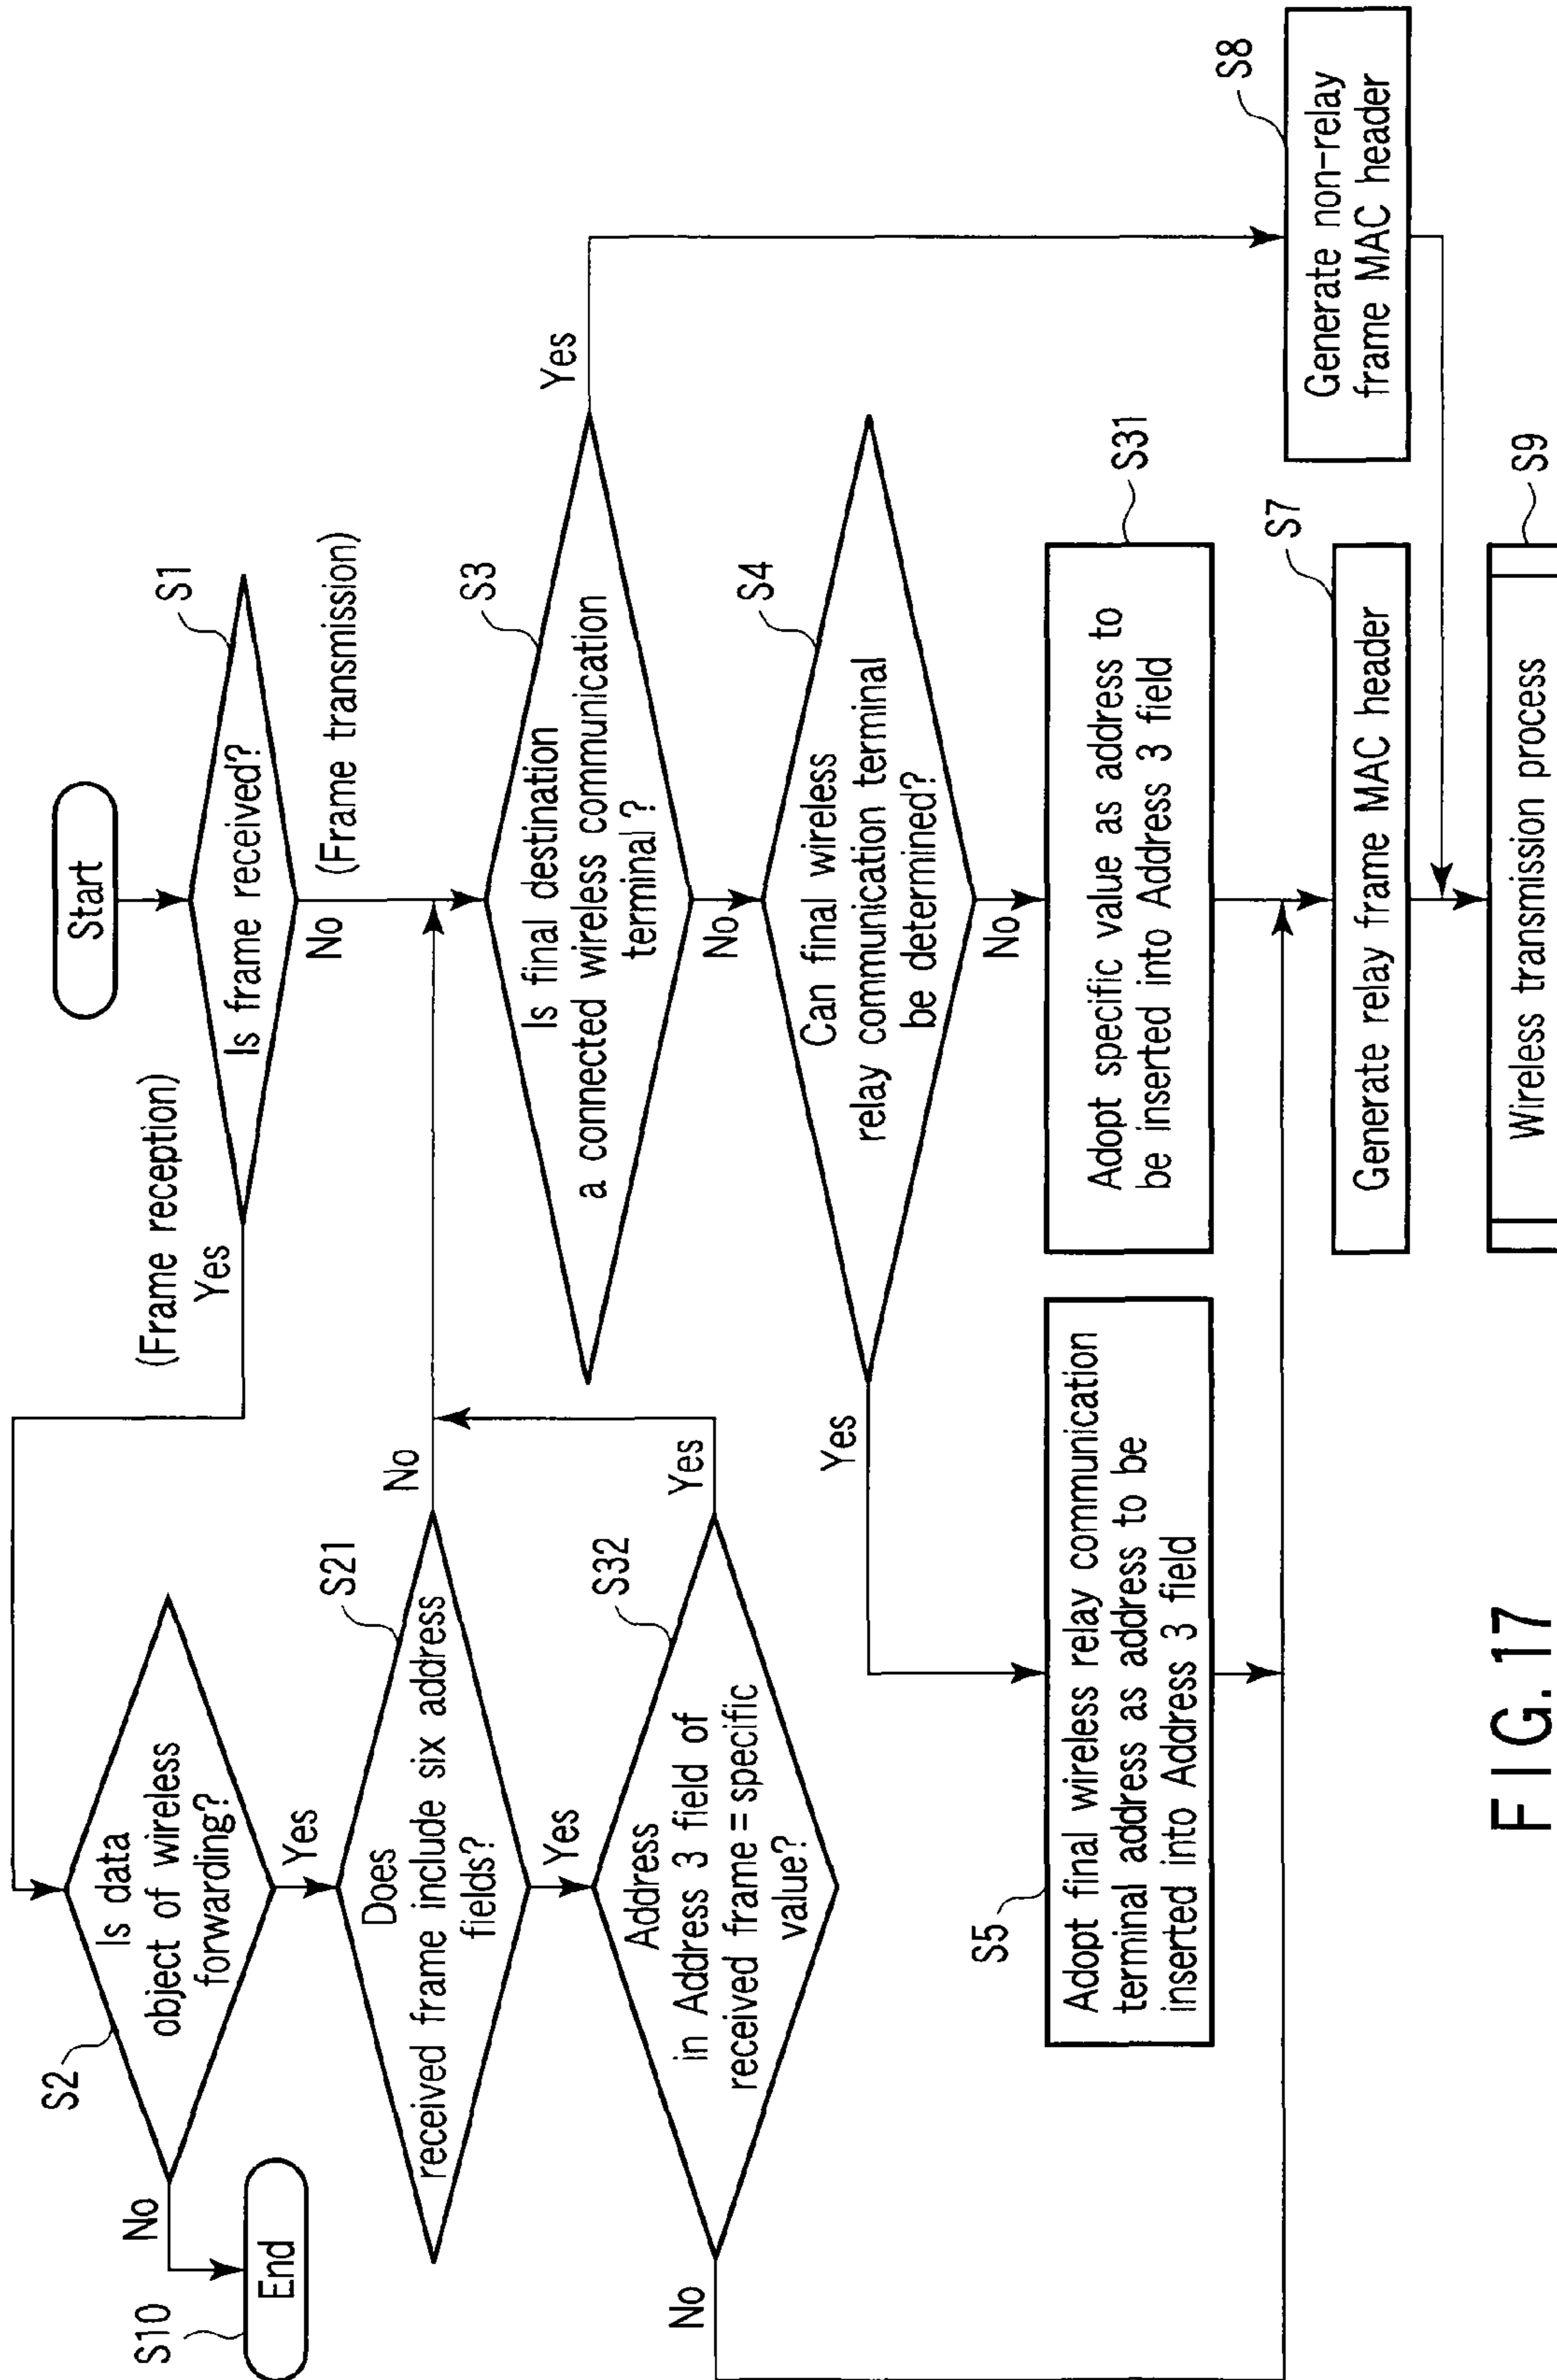 Start
S1
Is frame received?
(Frame reception)
Yes
No
(Frame transmission)
S2
Is data
object of wireless
forwarding?
No
Yes
S10
End
S21
Does
received frame include six address
fields?
No
Yes
S32
Address
in Address 3 field of
received frame = specific
value?
Yes
No
S3
Is final destination
a connected wireless communication
terminal?
Yes
No
S4
Can final wireless
relay communication terminal
be determined?
Yes
No
S5
Adopt final wireless relay communication
terminal address as address to be
inserted into Address 3 field
S31
Adopt specific value as address to
be inserted into Address 3 field
S7
Generate relay frame MAC header
S8
Generate non-relay
frame MAC header
S9
Wireless transmission process
FIG.17